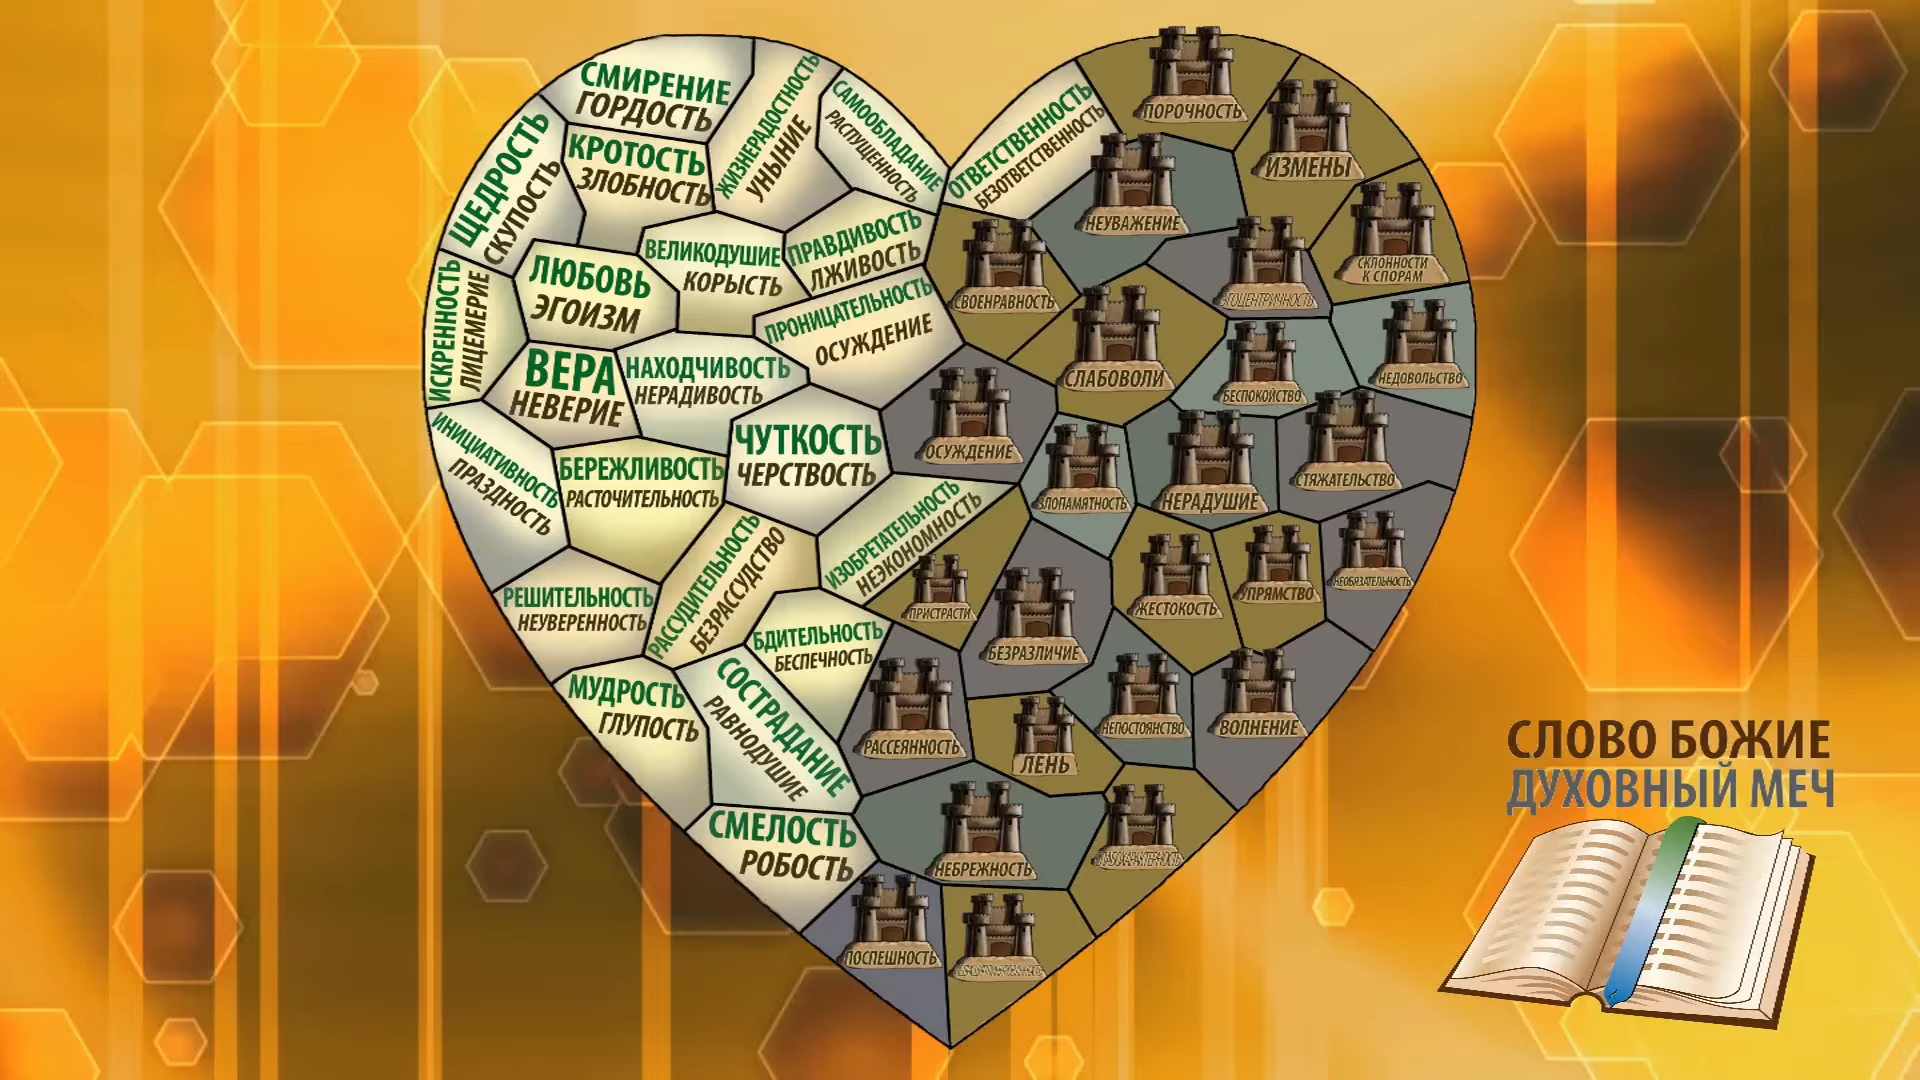 СМИРЕНИЕ
ГОРДОСТЬ
ЖИЗНЕРАДОСТНОСТЬ
УНЫНИЕ
САМООБЛАДАНИЕ
РАСПУЩЕННОСТЬ
ЩЕДРОСТЬ
СКУПОСТЬ
КРОТОСТЬ
ЗЛОБНОСТЬ
ВЕЛИКОДУШИЕ
КОРЫСТЬ
ПРАВДИВОСТЬ
ЛЖИВОСТЬ
ИСКРЕННОСТЬ
ЛИЦЕМЕРИЕ
ЛЮБОВЬ
ЭГОИЗМ
ПРОНИЦАТЕЛЬНОСТЬ
ОСУЖДЕНИЕ
ВЕРА
НЕВЕРИЕ
НАХОДЧИВОСТЬ
НЕРАДИВОСТЬ
ИНИЦИАТИВНОСТЬ
ПРАЗДНОСТЬ
БЕРЕЖЛИВОСТЬ
РАСТОЧИТЕЛЬНОСТЬ
ЧУТКОСТЬ
ЧЕРСТВОСТЬ
ИЗОБРЕТАТЕЛЬНОСТЬ
НЕЭКОНОМНОСТЬ
РЕШИТЕЛЬНОСТЬ
НЕУВЕРЕННОСТЬ
РАССУДИТЕЛЬНОСТЬ
БЕЗРАССУДСТВО
БДИТЕЛЬНОСТЬ
БЕСПЕЧНОСТЬ
МУДРОСТЬ
ГЛУПОСТЬ
СОСТРАДАНИЕ
РАВНОДУШИЕ
СМЕЛОСТЬ
РОБОСТЬ
ОТВЕТСТВЕННОСТЬ
БЕЗОТВЕТСТВЕННОСТЬ
ПОРОЧНОСТЬ
ИЗМЕНЫ
НЕУВАЖЕНИЕ
СКЛОННОСТИ
К СПОРАМ
СВОЕНРАВНОСТЬ
ЭГОЦЕНТРИЧНОСТЬ
СЛАБОВОЛИ
БЕСПОКОЙСТВО
НЕДОВОЛЬСТВО
ОСУЖДЕНИЕ
ЗЛОПАМЯТНОСТЬ
НЕРАДУШИЕ
СТЯЖАТЕЛЬСТВО
ПРИСТРАСТИ
БЕЗРАЗЛИЧИЕ
ЖЕСТОКОСТЬ
УПРЯМСТВО
НЕОБЯЗАТЕЛЬНОСТЬ
РАССЕЯННОСТЬ
ЛЕНЬ
НЕПОСТОЯНСТВО
ВОЛНЕНИЕ
НЕБРЕЖНОСТЬ
ПОСПЕШНОСТЬ
СЛОВО БОЖИЕ
ДУХОВНЫЙ МЕЧ